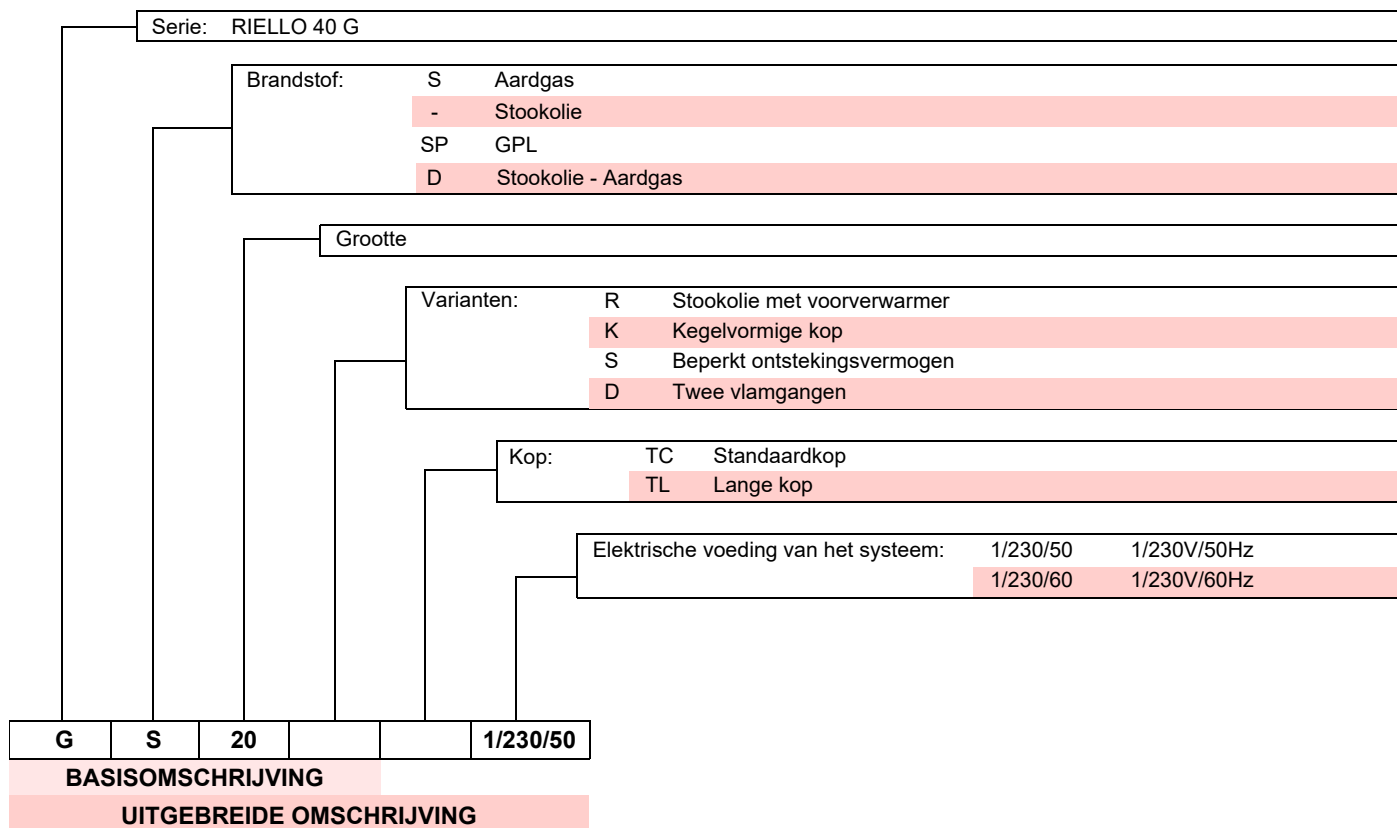 Serie: RIELLO 40 G
Brandstof: S Aardgas
- Stookolie
SP GPL
D Stookolie - Aardgas
Grootte
Varianten: R Stookolie met voorverwarmer
K Kegelvormige kop
S Beperkt ontstekingsvermogen
D Twee vlamgangen
Kop: TC Standaardkop
TL Lange kop
Elektrische voeding van het systeem: 1/230/50 1/230V/50Hz
1/230/60 1/230V/60Hz
G S 20 1/230/50
BASISOMSCHRIJVING
UITGEBREIDE OMSCHRIJVING